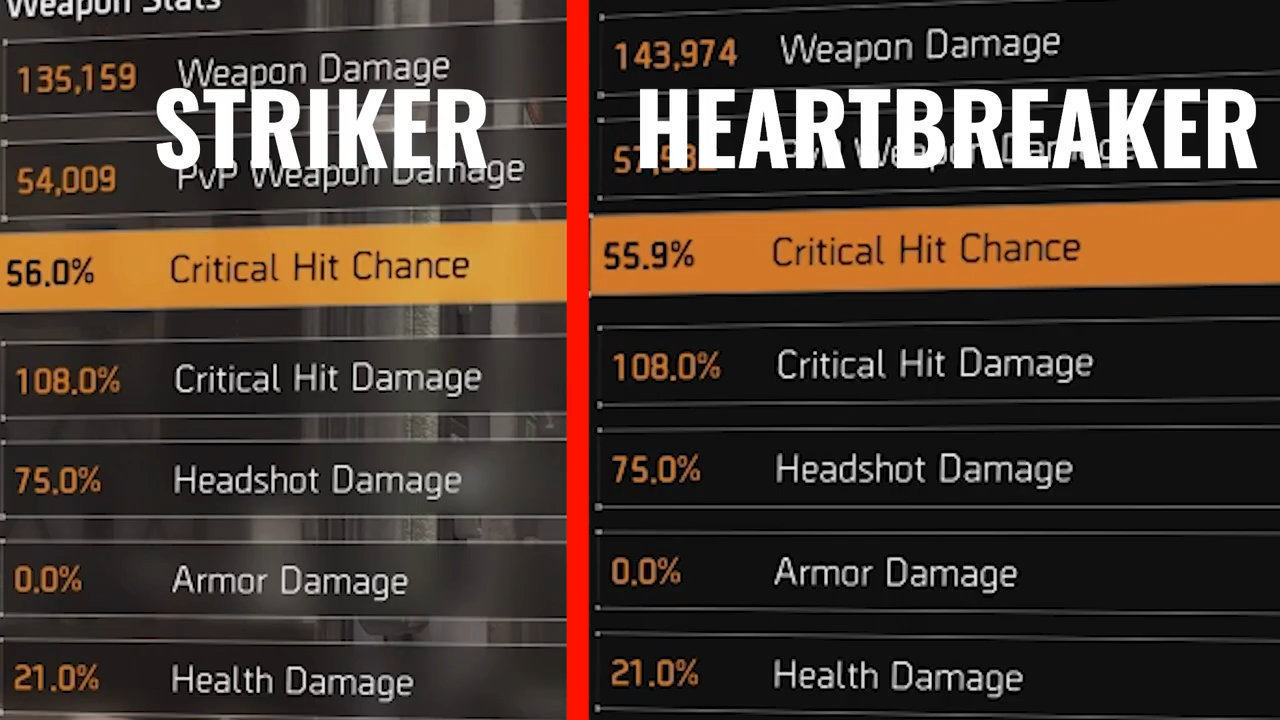 Weapon Stats
135,159 Weapon Damage
STRIKER
54,009 PvP Weapon Damage
56.0% Critical Hit Chance
108.0% Critical Hit Damage
75.0% Headshot Damage
0.0% Armor Damage
21.0% Health Damage
143,974 Weapon Damage
HEARTBREAKER
PvP Weapon Damage
55.9% Critical Hit Chance
108.0% Critical Hit Damage
75.0% Headshot Damage
0.0% Armor Damage
21.0% Health Damage